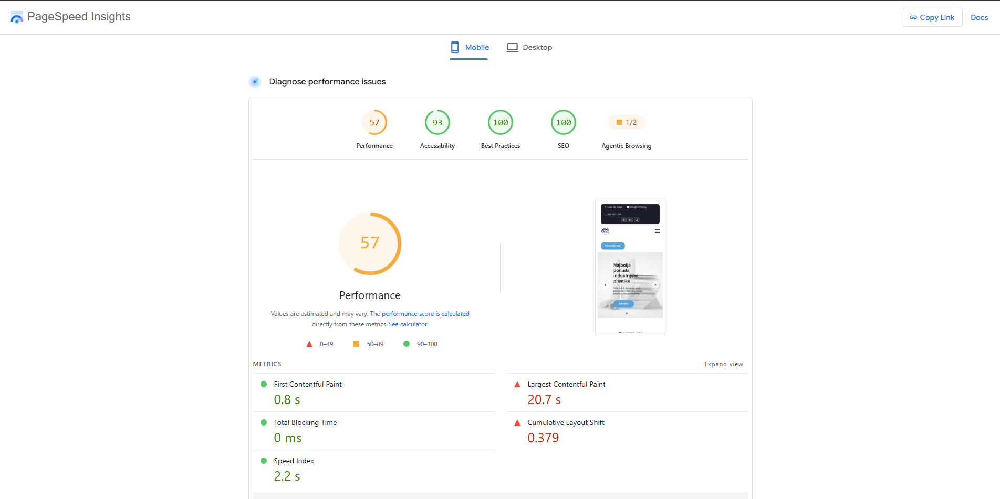 PageSpeed Insights
Copy Link
Docs
Mobile
Desktop
Diagnose performance issues
57
93
100
100
1/2
Performance
Accessibility
Best Practices
SEO
Agentic Browsing
57
Performance
Values are estimated and may vary. The performance score is calculated
directly from these metrics. See calculator.
0–49
50–89
90–100
Pozovite nas
Najbolja
ponuda
industrijske
plastike
Istražite
METRICS
Expand view
First Contentful Paint
0.8 s
Largest Contentful Paint
20.7 s
Total Blocking Time
0 ms
Cumulative Layout Shift
0.379
Speed Index
2.2 s